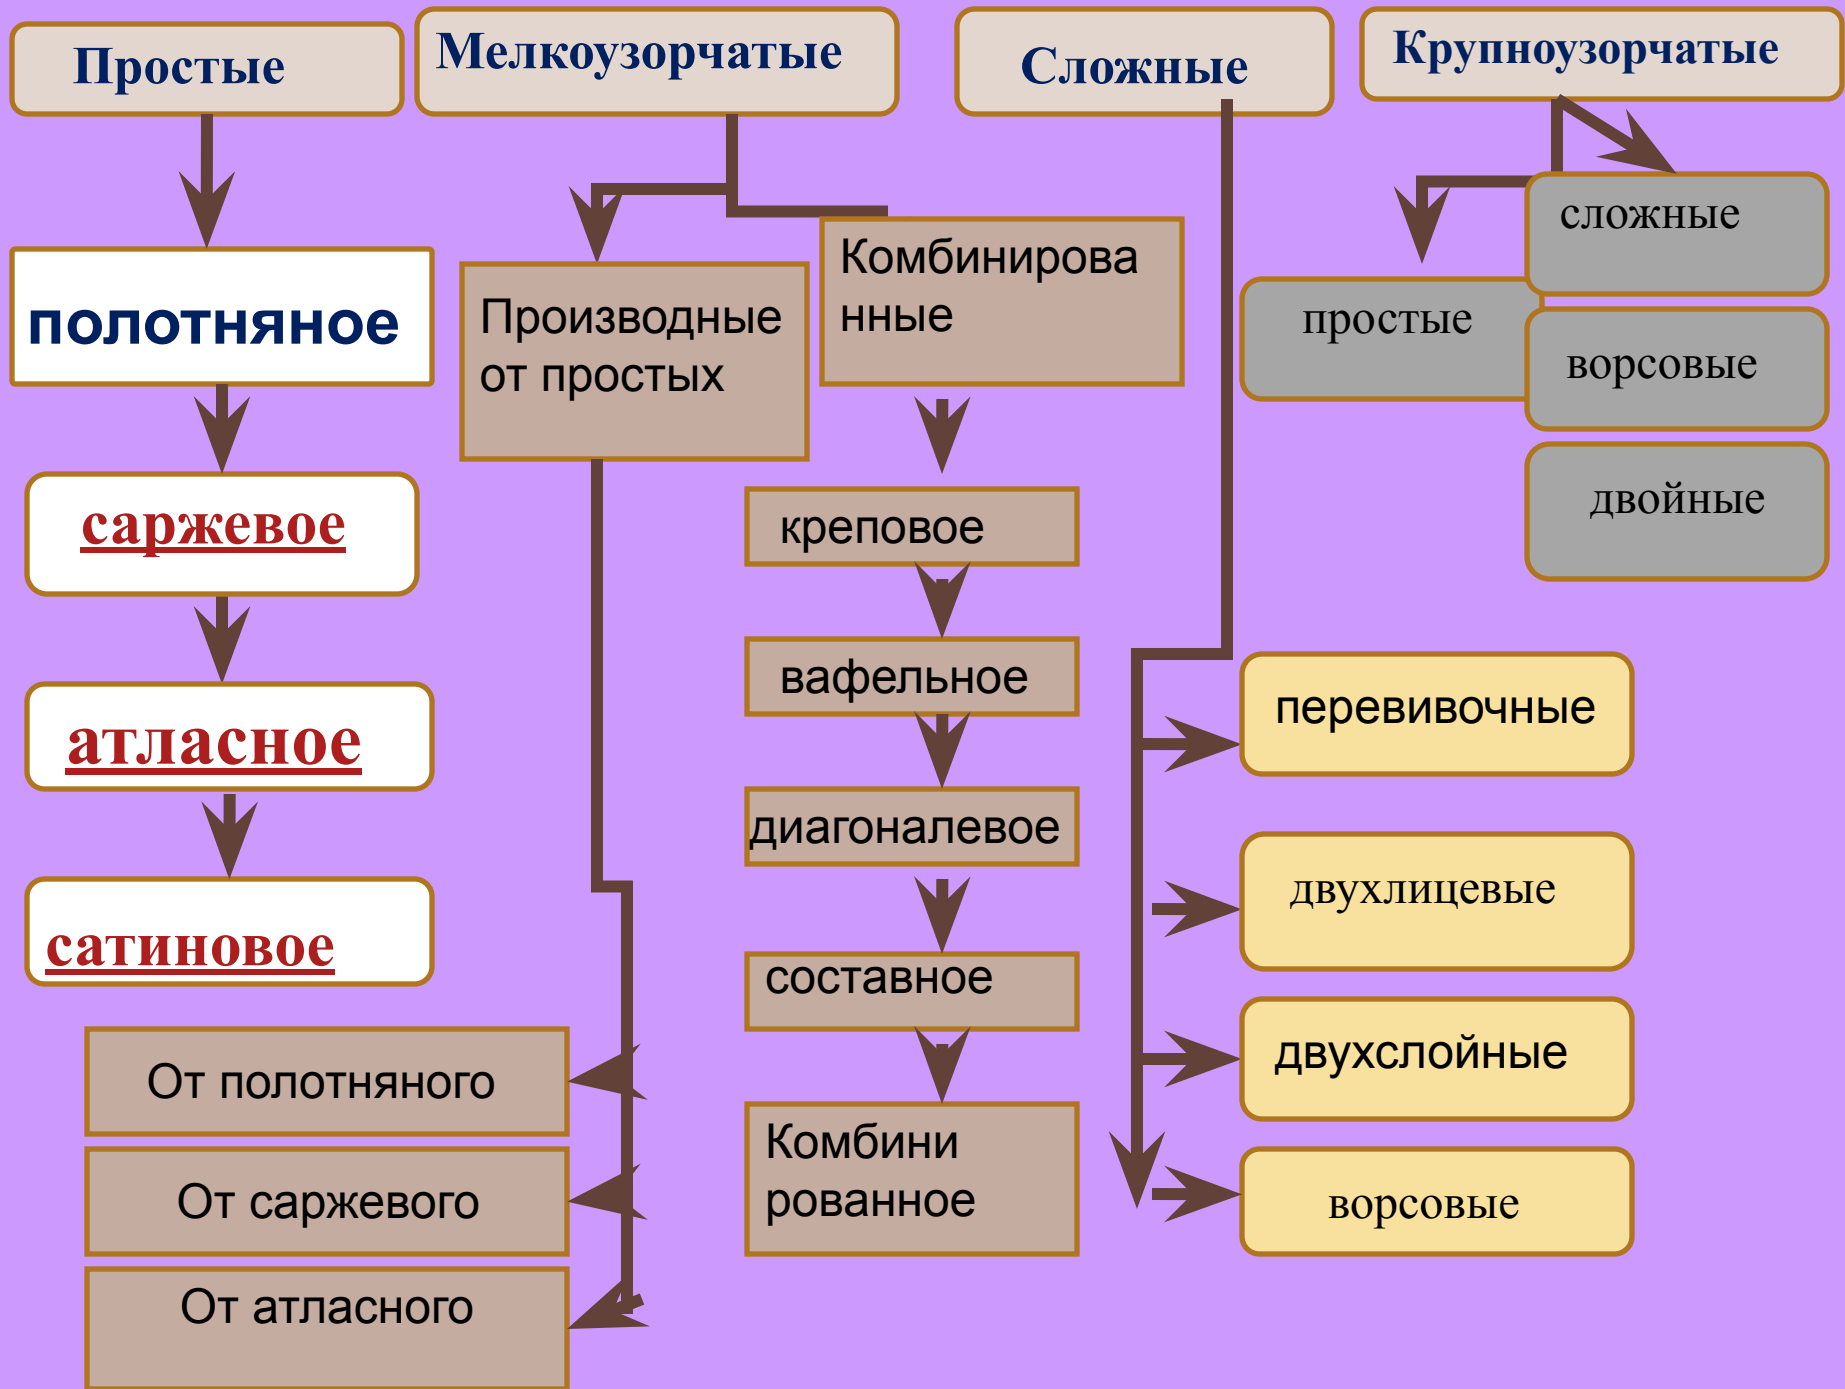 Простые
Мелкоузорчатые
Сложные
Крупноузорчатые
полотняное
саржевое
атласное
сатиновое
Производные
от простых
От полотняного
От саржевого
От атласного
Комбинирова
нные
креповое
вафельное
диагоналевое
составное
Комбини
рованное
перевивочные
двухлицевые
двухслойные
ворсовые
простые
сложные
ворсовые
двойные